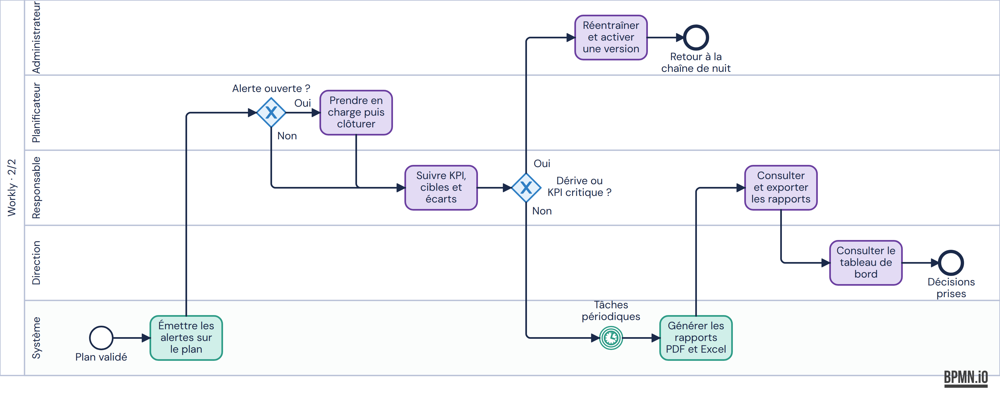 Workly · 2/2
Administrateur
Réentraîner
et activer
une version
Retour à la
chaîne de nuit
Planificateur
Alerte ouverte ?
Oui
Non
Prendre en
charge puis
clôturer
Responsable
Suivre KPI,
cibles et
écarts
Oui
Dérive ou
KPI critique ?
Non
Consulter
et exporter
les rapports
Direction
Consulter le
tableau de
bord
Décisions
prises
Système
Plan validé
Émettre les
alertes sur
le plan
Tâches
périodiques
Générer les
rapports
PDF et Excel
BPMN.iO